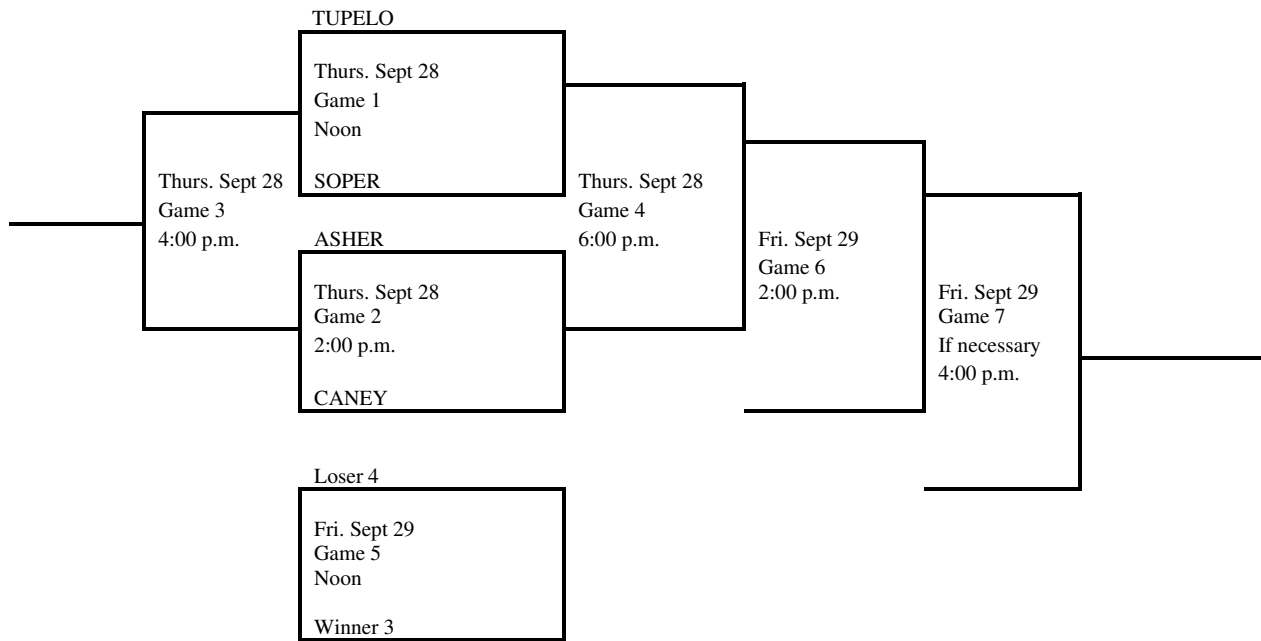 TUPELO
Thurs. Sept 28
Game 1
Noon
SOPER
Thurs. Sept 28
Game 3
4:00 p.m.
ASHER
Thurs. Sept 28
Game 2
2:00 p.m.
CANEY
Thurs. Sept 28
Game 4
6:00 p.m.
Fri. Sept 29
Game 6
2:00 p.m.
Fri. Sept 29
Game 7
If necessary
4:00 p.m.
Loser 4
Fri. Sept 29
Game 5
Noon
Winner 3